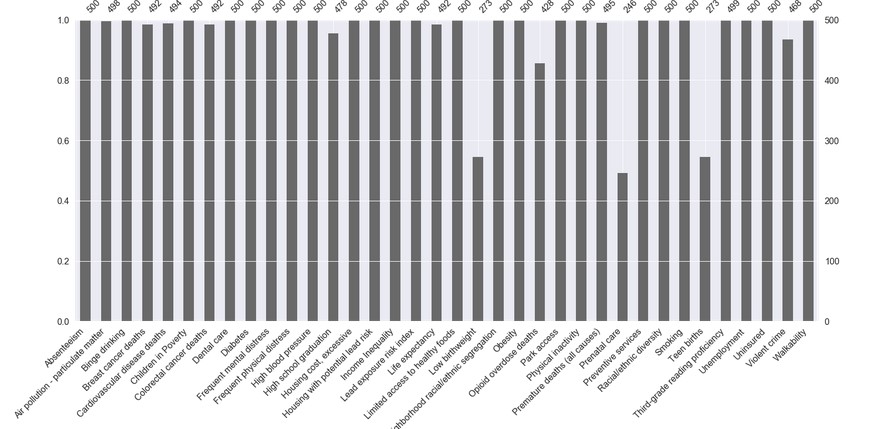 500 498 500 492 494 500 492 500 500 500 500 500 478 500 500 500 500 492 500 273 500 500 428 500 500 495 246 500 500 500 273 499 500 500 468 500
1.0 500
0.8 400
0.6 300
0.4 200
0.2 100
0.0 0
Absenteeism
Air pollution - particulate matter
Binge drinking
Breast cancer deaths
Cardiovascular disease deaths
Children in Poverty
Colorectal cancer deaths
Dental care
Diabetes
Frequent mental distress
Frequent physical distress
High blood pressure
High school graduation
Housing cost, excessive
Housing with potential lead risk
Income Inequality
Lead exposure risk index
Life expectancy
Limited access to healthy foods
Low birthweight
ighborhood racial/ethnic segregation
Obesity
Opioid overdose deaths
Park access
Physical inactivity
Premature deaths (all causes)
Prenatal care
Preventive services
Racial/ethnic diversity
Smoking
Teen births
Third-grade reading proficiency
Unemployment
Uninsured
Violent crime
Walkability